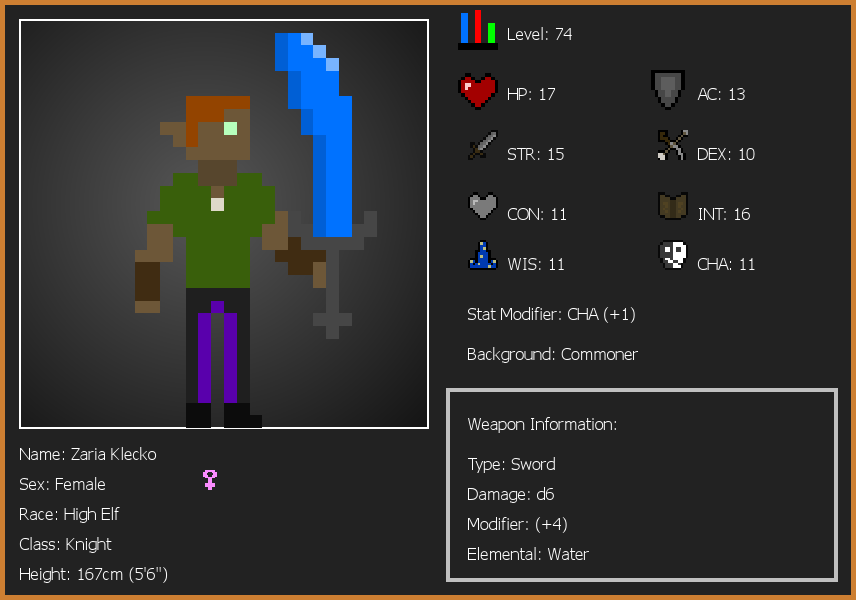 Level: 74
HP: 17
AC: 13
STR: 15
DEX: 10
CON: 11
INT: 16
WIS: 11
CHA: 11
Stat Modifier: CHA (+1)
Background: Commoner
Weapon Information:
Type: Sword
Damage: d6
Modifier: (+4)
Elemental: Water
Name: Zaria Klecko
Sex: Female
Race: High Elf
Class: Knight
Height: 167cm (5'6")